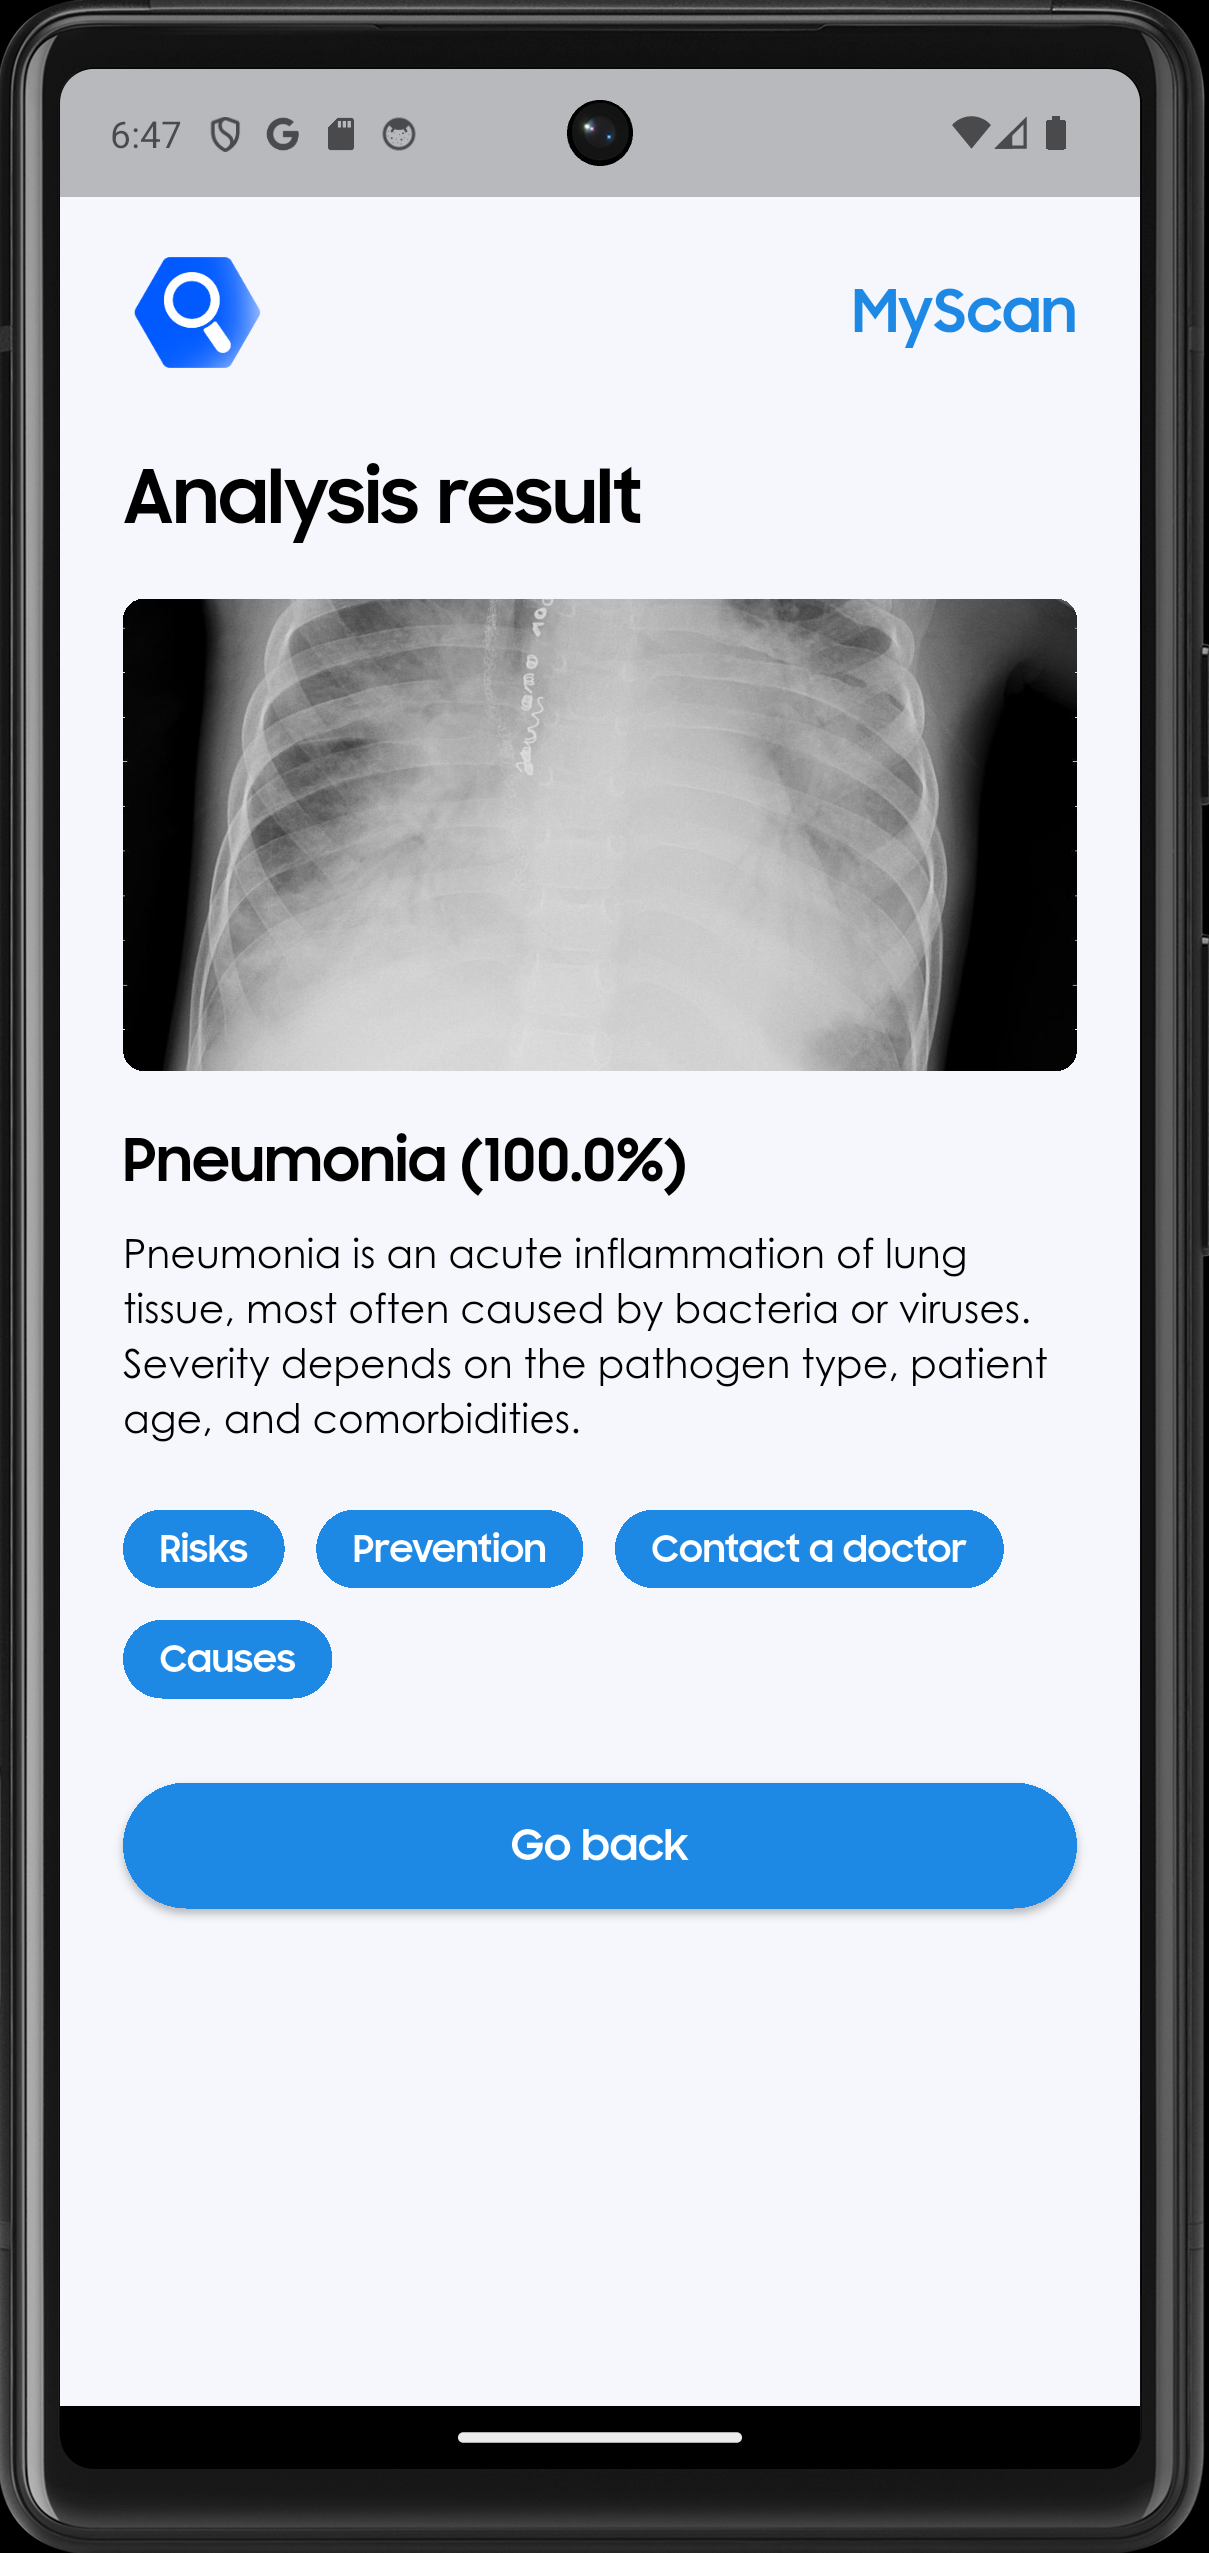 6:47
MyScan
Analysis result
Pneumonia (100.0%)
Pneumonia is an acute inflammation of lung
tissue, most often caused by bacteria or viruses.
Severity depends on the pathogen type, patient
age, and comorbidities.
Risks Prevention Contact a doctor
Causes
Go back